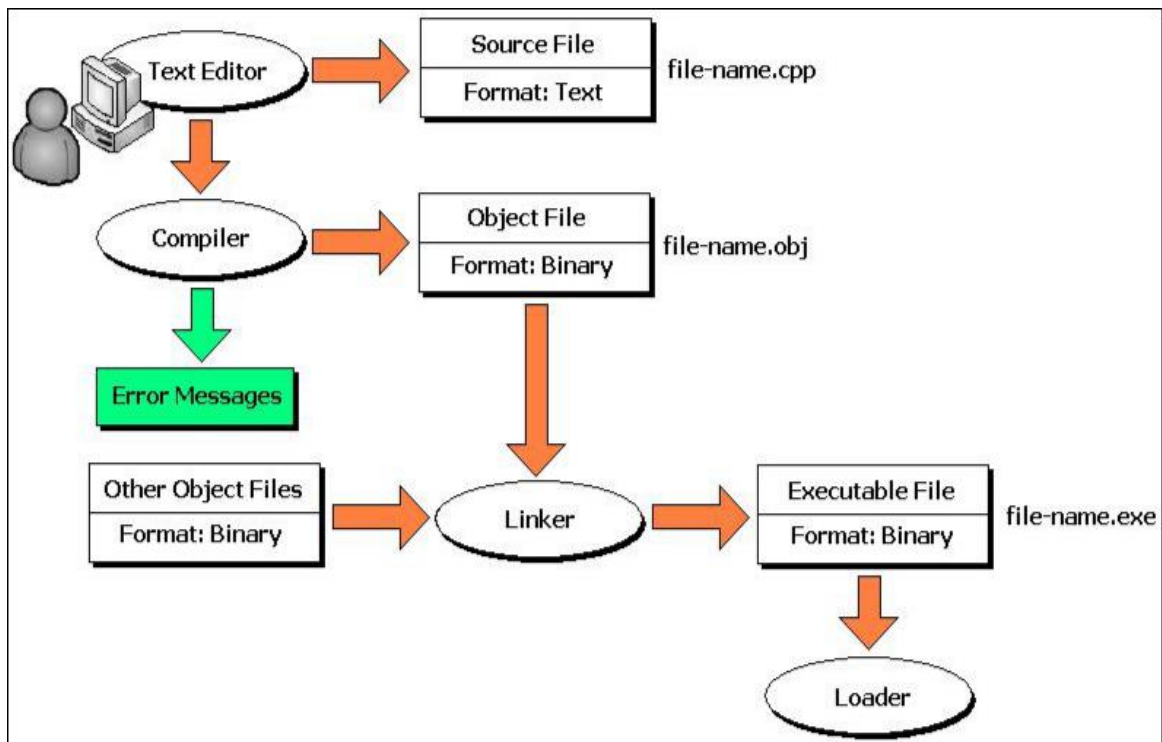 Text Editor
Source File
Format: Text
file-name.cpp
Compiler
Object File
Format: Binary
file-name.obj
Error Messages
Other Object Files
Format: Binary
Linker
Executable File
Format: Binary
file-name.exe
Loader